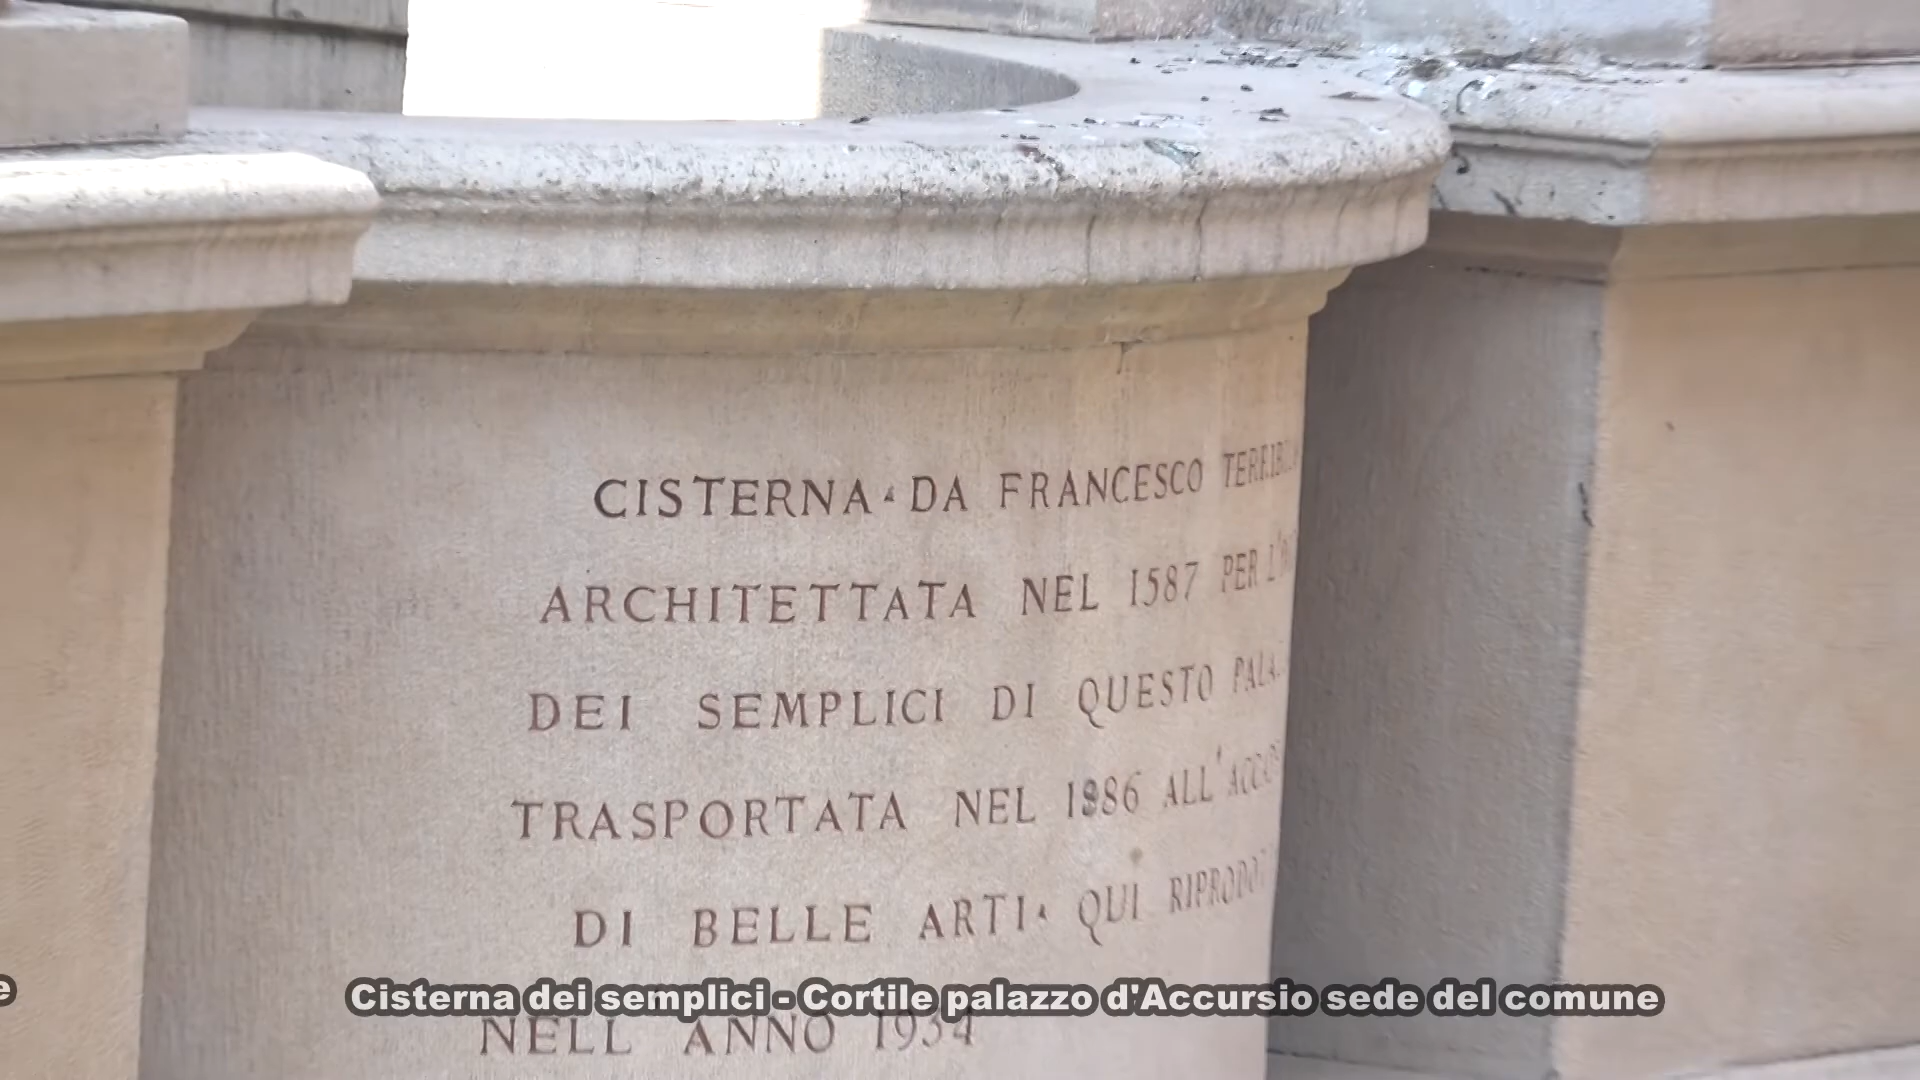 CISTERNA DA FRANCESCO
ARCHITETTATA NEL 1587 PER
DEI SEMPLICI DI QUESTO
TRASPORTATA NEL 1886 ALL'
DI BELLE ARTI QUI
Cisterna dei semplici - Cortile palazzo d'Accursio sede del comune
NELL ANNO 1934